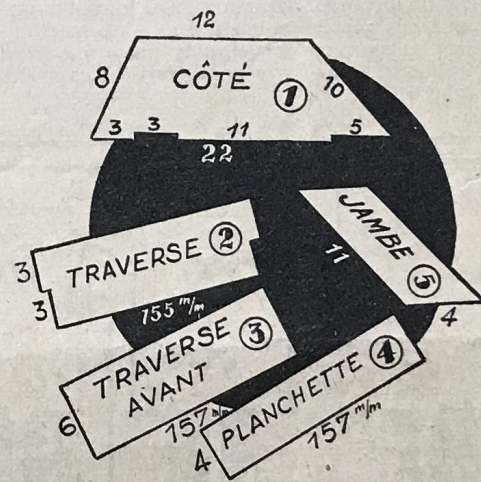 12
8
CÔTÉ
①
10
3
3
11
5
22
3
TRAVERSE ②
3
155 m/m
JAMBE
⑤
11
4
TRAVERSE ③
AVANT
6
157 m/m
PLANCHETTE ④
4
157 m/m